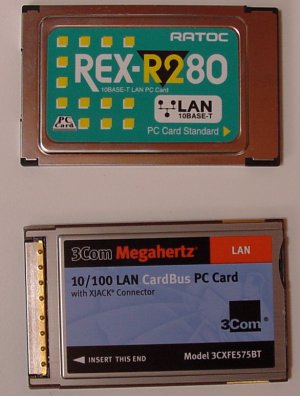 RATOC
REX-R280
10BASE-T LAN PC Card
LAN
10BASE-T
PC Card
PC Card Standard
3Com Megahertz® LAN
10/100 LAN CardBus PC Card
with XJACK® Connector
3Com®
INSERT THIS END
Model 3CXFE575BT